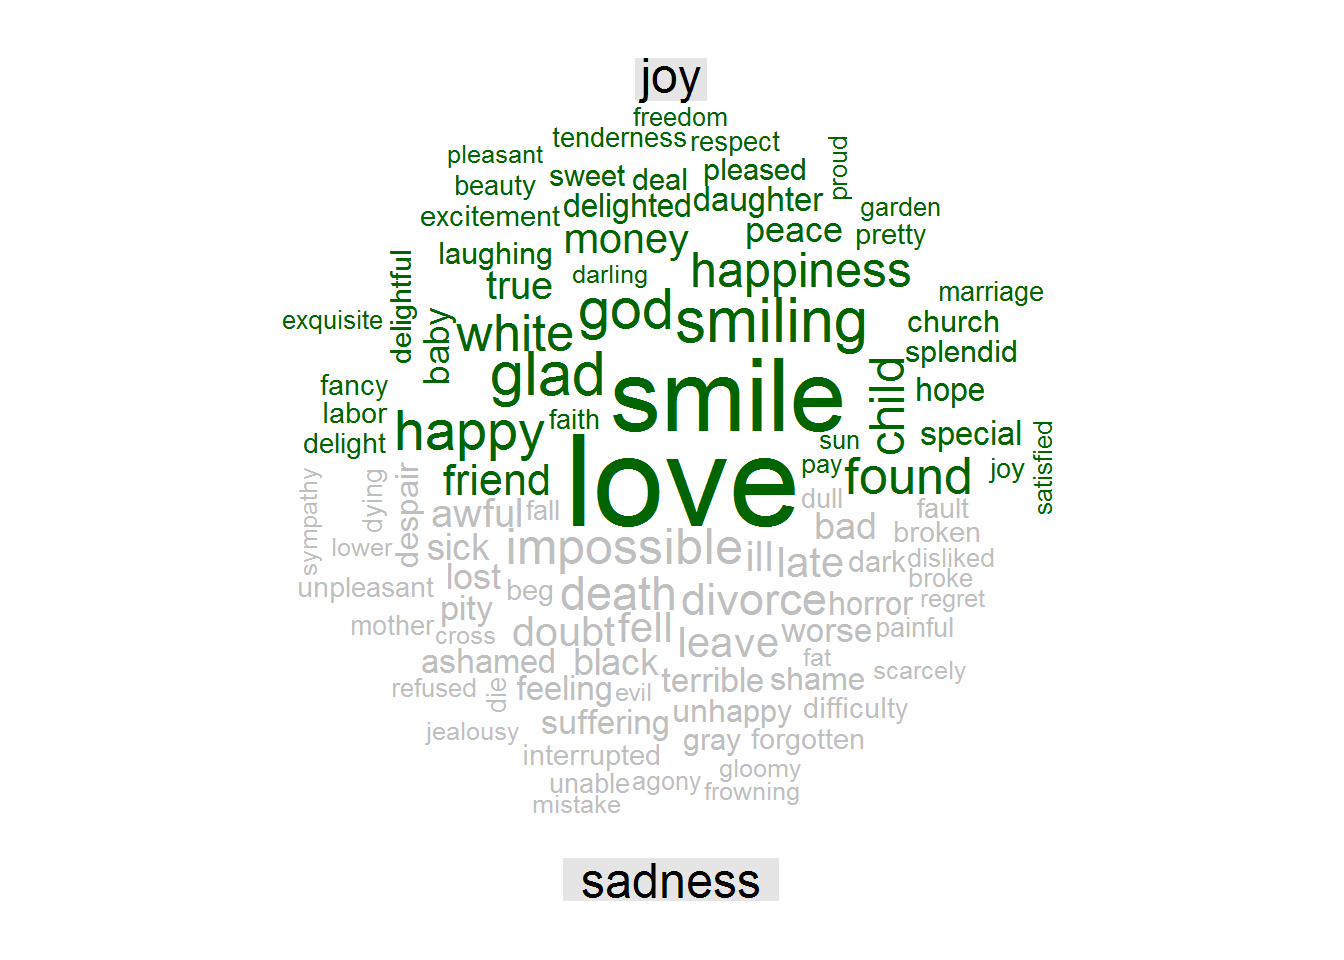 joy
freedom
tenderness respect
pleasant sweet deal pleased proud
beauty delighted daughter garden
excitement money peace pretty
laughing darling happiness
delightful true god smiling marriage
exquisite baby white church
glad smile child splendid
fancy hope
labor happy faith sun special satisfied
delight friend love pay found joy
sympathy dying despair awful fall dull bad fault
lower sick impossible ill late dark broken
disliked
unpleasant lost beg death divorce horror broke
pity regret
mother cross doubt fell leave worse painful
ashamed black fat
refused die feeling evil terrible shame scarcely
jealousy suffering unhappy difficulty
interrupted gray forgotten
unable agony gloomy
mistake frowning
sadness